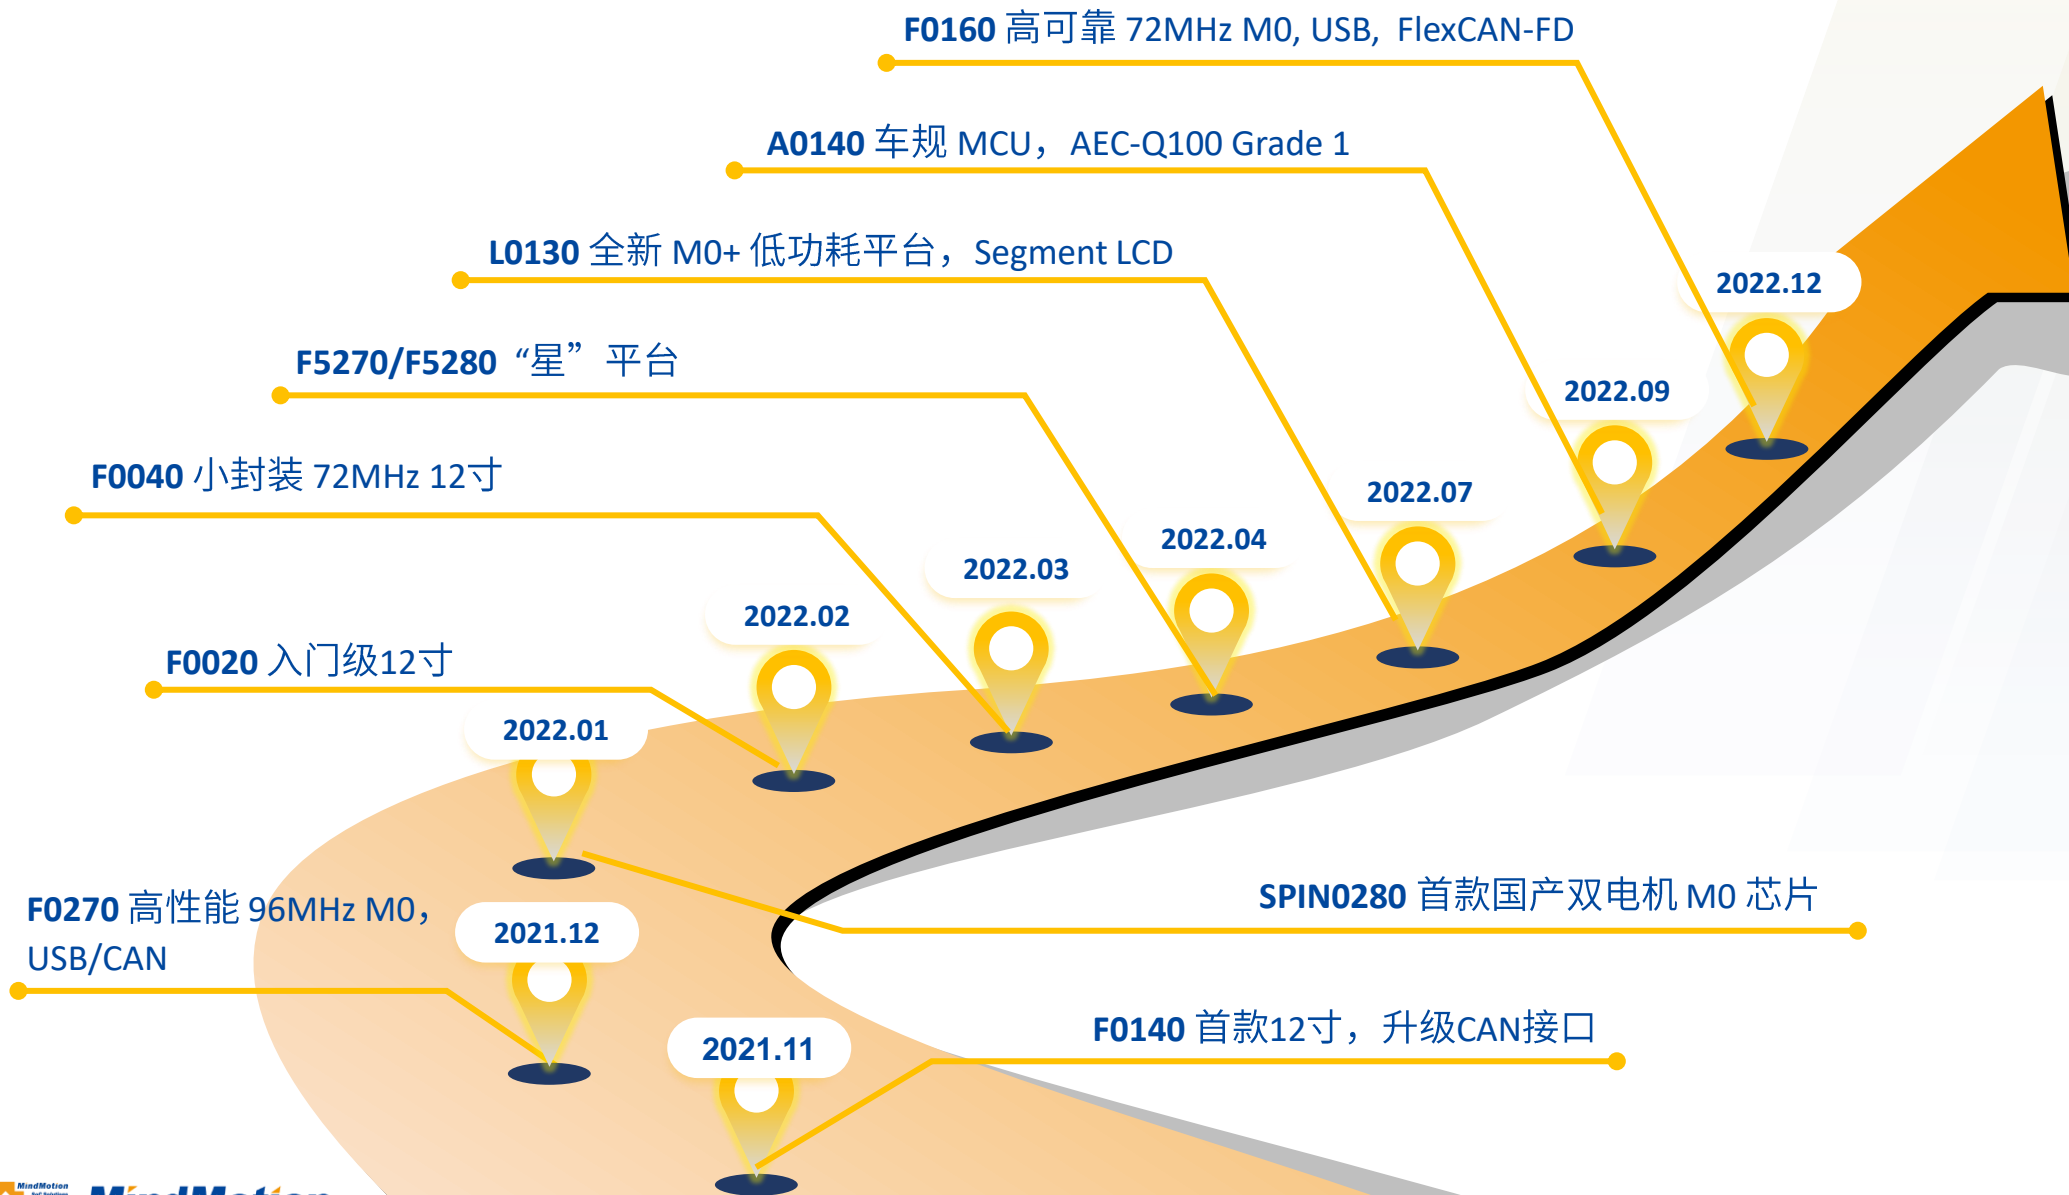 F0160 高可靠 72MHz M0, USB, FlexCAN-FD
A0140 车规 MCU，AEC-Q100 Grade 1
L0130 全新 M0+ 低功耗平台，Segment LCD
2022.12
F5270/F5280 “星”平台
2022.09
F0040 小封装 72MHz 12寸
2022.07
2022.04
2022.03
2022.02
F0020 入门级12寸
2022.01
SPIN0280 首款国产双电机 M0 芯片
F0270 高性能 96MHz M0，
USB/CAN
2021.12
F0140 首款12寸，升级CAN接口
2021.11
MindMotion
MindMotion